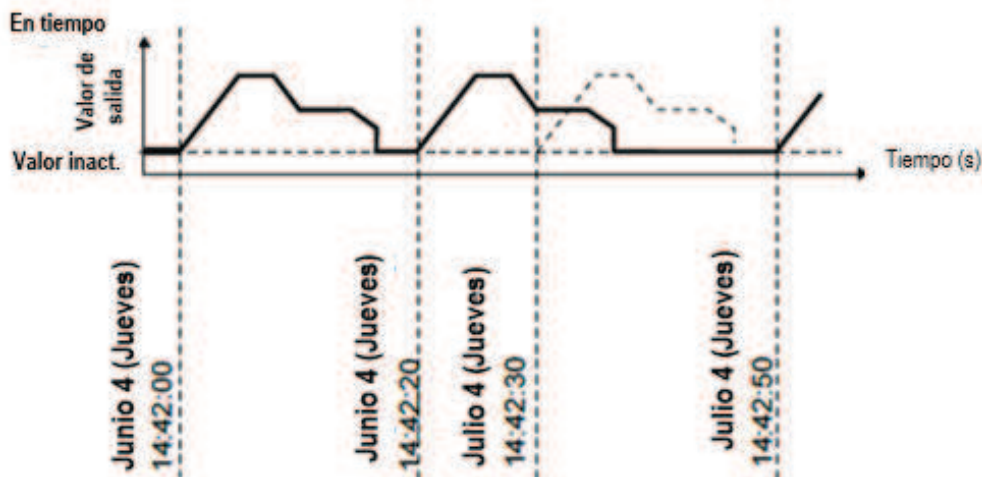 En tiempo
Valor de
salida
Valor inact.
Tiempo (s)
Junio 4 (Jueves)
14:42:00
Junio 4 (Jueves)
14:42:20
Julio 4 (Jueves)
14:42:30
Julio 4 (Jueves)
14:42:50